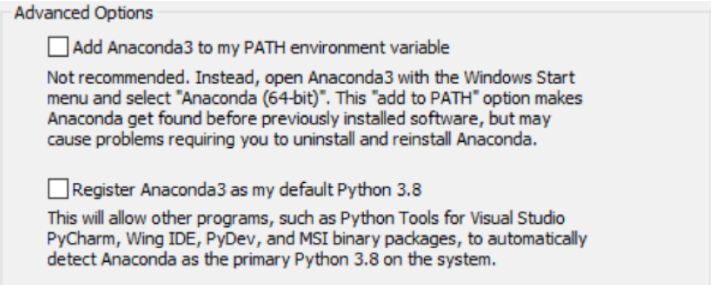 Advanced Options
Add Anaconda3 to my PATH environment variable
Not recommended. Instead, open Anaconda3 with the Windows Start
menu and select "Anaconda (64-bit)". This "add to PATH" option makes
Anaconda get found before previously installed software, but may
cause problems requiring you to uninstall and reinstall Anaconda.
Register Anaconda3 as my default Python 3.8
This will allow other programs, such as Python Tools for Visual Studio
PyCharm, Wing IDE, PyDev, and MSI binary packages, to automatically
detect Anaconda as the primary Python 3.8 on the system.